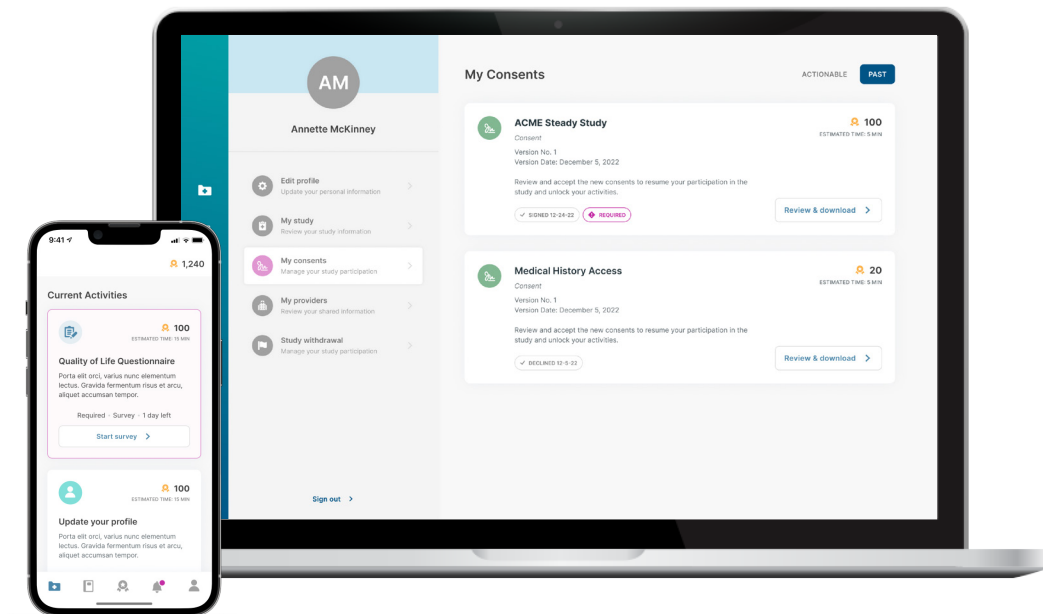 AM
Annette McKinney
Edit profile
Update your personal information
My study
Review your study information
My consents
Manage your study participation
My providers
Review your shared information
Study withdrawal
Manage your study participation
Sign out
My Consents
ACTIONABLE
PAST
ACME Steady Study
100
Consent
ESTIMATED TIME: 5 MIN
Version No. 1
Version Date: December 5, 2022
Review and accept the new consents to resume your participation in the
study and unlock your activities.
SIGNED 12-24-22
REQUIRED
Review & download
Medical History Access
20
Consent
ESTIMATED TIME: 5 MIN
Version No. 1
Version Date: December 5, 2022
Review and accept the new consents to resume your participation in the
study and unlock your activities.
DECLINED 12-5-22
Review & download
9:41
1,240
Current Activities
100
ESTIMATED TIME: 15 MIN
Quality of Life Questionnaire
Porta elit orci, varius nunc elementum
lectus. Gravida fermentum risus et arcu,
aliquet accumsan tempor.
Required - Survey - 1 day left
Start survey
100
ESTIMATED TIME: 15 MIN
Update your profile
Porta elit orci, varius nunc elementum
lectus. Gravida fermentum risus et arcu,
aliquet accumsan tempor.